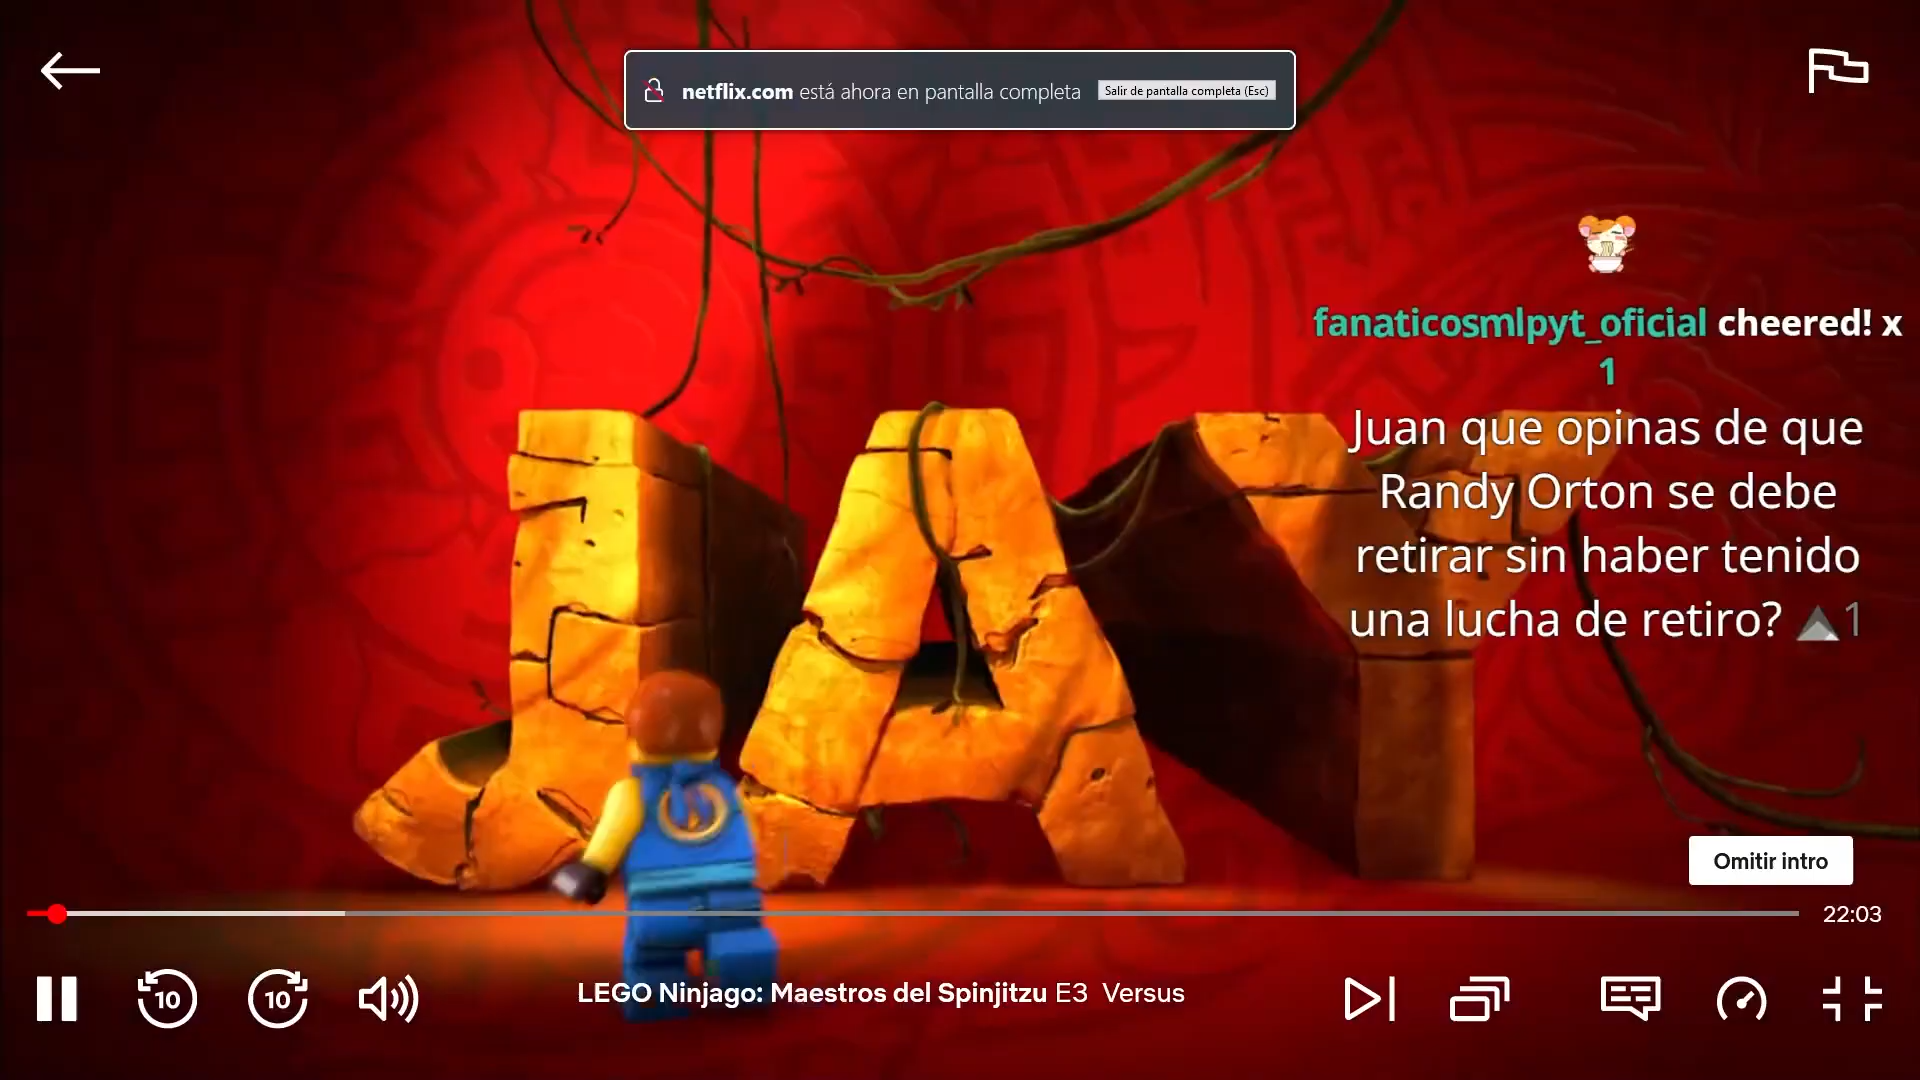 netflix.com está ahora en pantalla completa Salir de pantalla completa (Esc)
fanaticosmlpyt_oficial cheered! x
1
Juan que opinas de que
Randy Orton se debe
retirar sin haber tenido
una lucha de retiro? 1
JAY
Omitir intro
22:03
10 10 LEGO Ninjago: Maestros del Spinjitzu E3 Versus